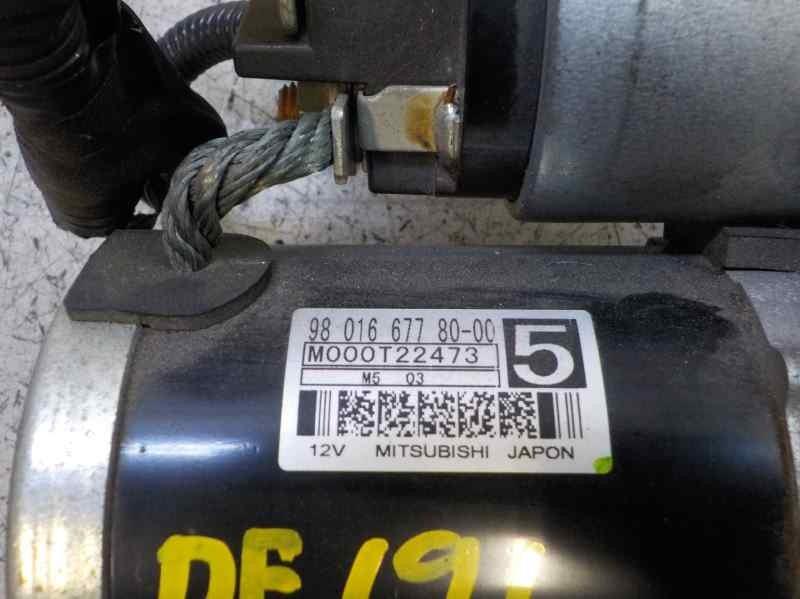 98 016 677 80-00
5
M000T22473
M5 03
12V MITSUBISHI JAPON